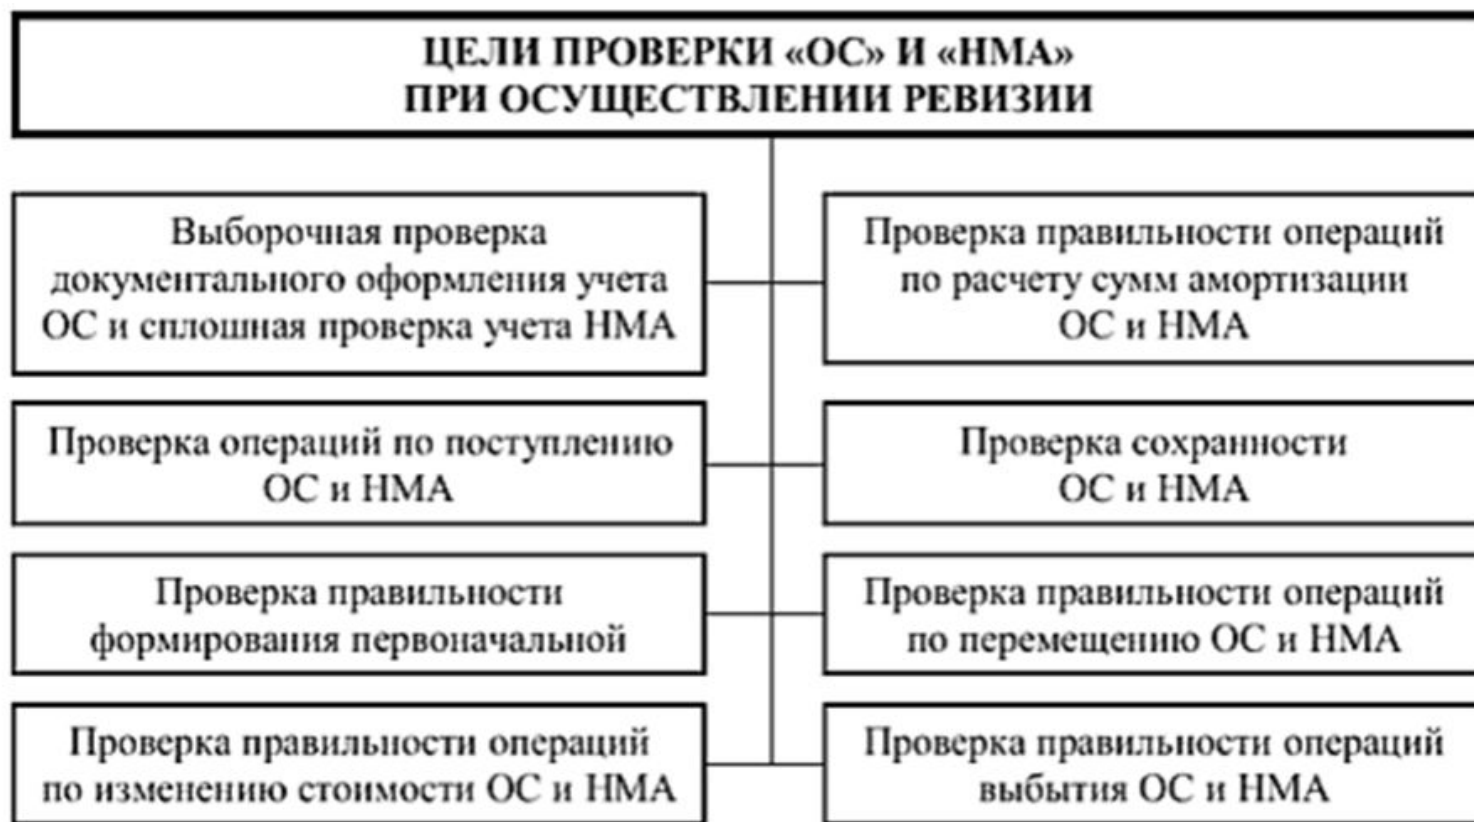 ЦЕЛИ ПРОВЕРКИ «ОС» И «НМА»
ПРИ ОСУЩЕСТВЛЕНИИ РЕВИЗИИ
Выборочная проверка
документального оформления учета
ОС и сплошная проверка учета НМА
Проверка правильности операций
по расчету сумм амортизации
ОС и НМА
Проверка операций по поступлению
ОС и НМА
Проверка сохранности
ОС и НМА
Проверка правильности
формирования первоначальной
Проверка правильности операций
по перемещению ОС и НМА
Проверка правильности операций
по изменению стоимости ОС и НМА
Проверка правильности операций
выбытия ОС и НМА